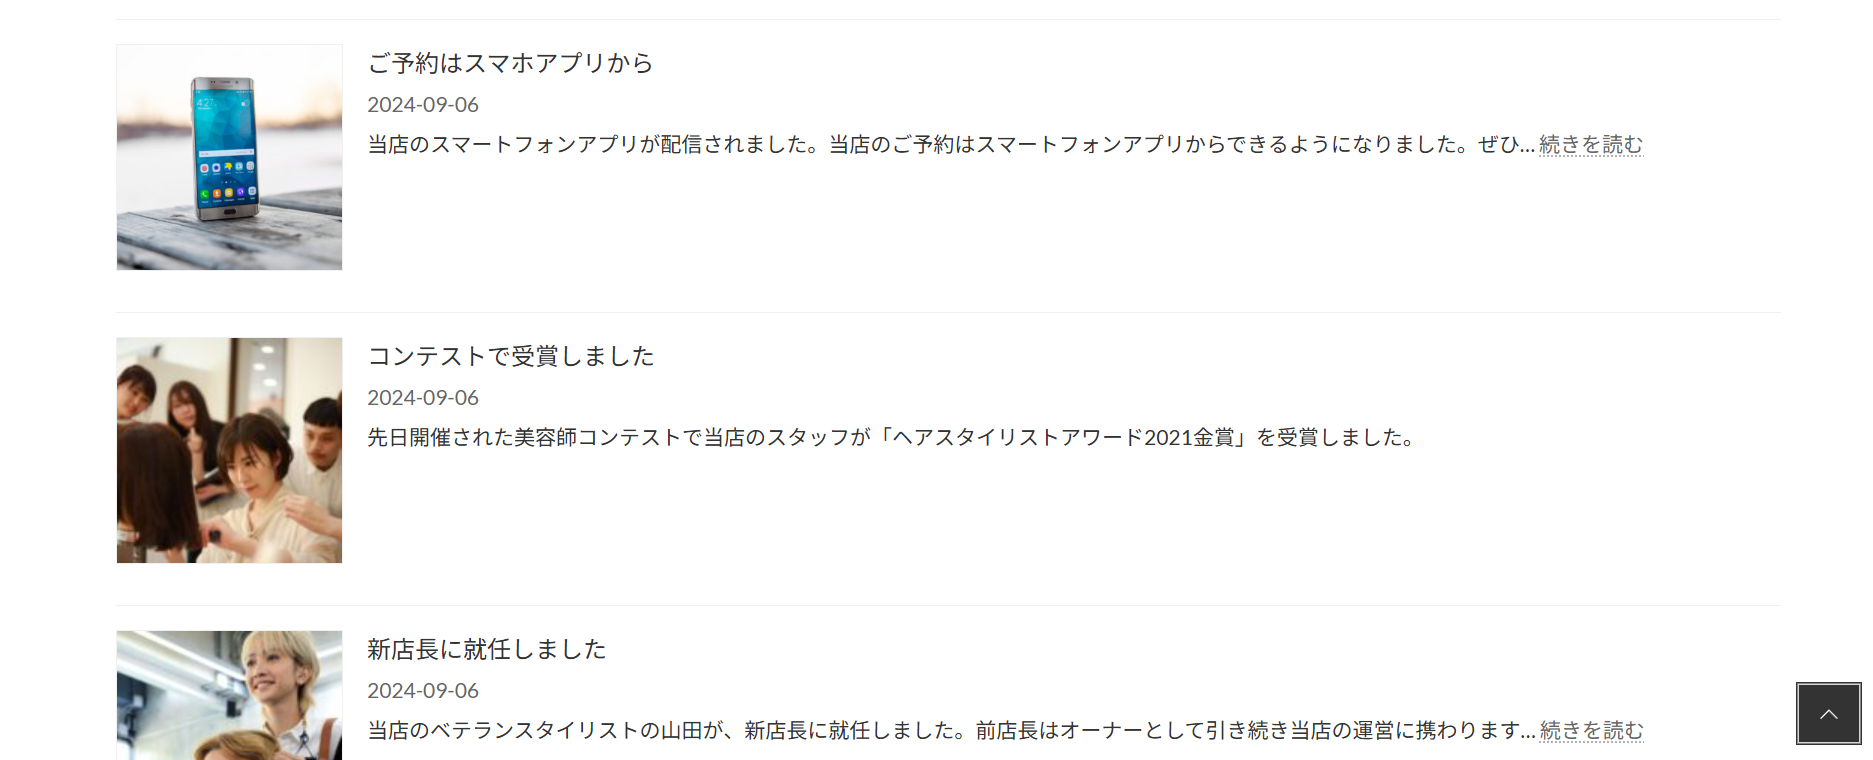 ご予約はスマホアプリから
2024-09-06
当店のスマートフォンアプリが配信されました。当店のご予約はスマートフォンアプリからできるようになりました。ぜひ... 続きを読む
コンテストで受賞しました
2024-09-06
先日開催された美容師コンテストで当店のスタッフが「ヘアスタイリストアワード2021金賞」を受賞しました。
新店長に就任しました
2024-09-06
当店のベテランスタイリストの山田が、新店長に就任しました。前店長はオーナーとして引き続き当店の運営に携わります... 続きを読む